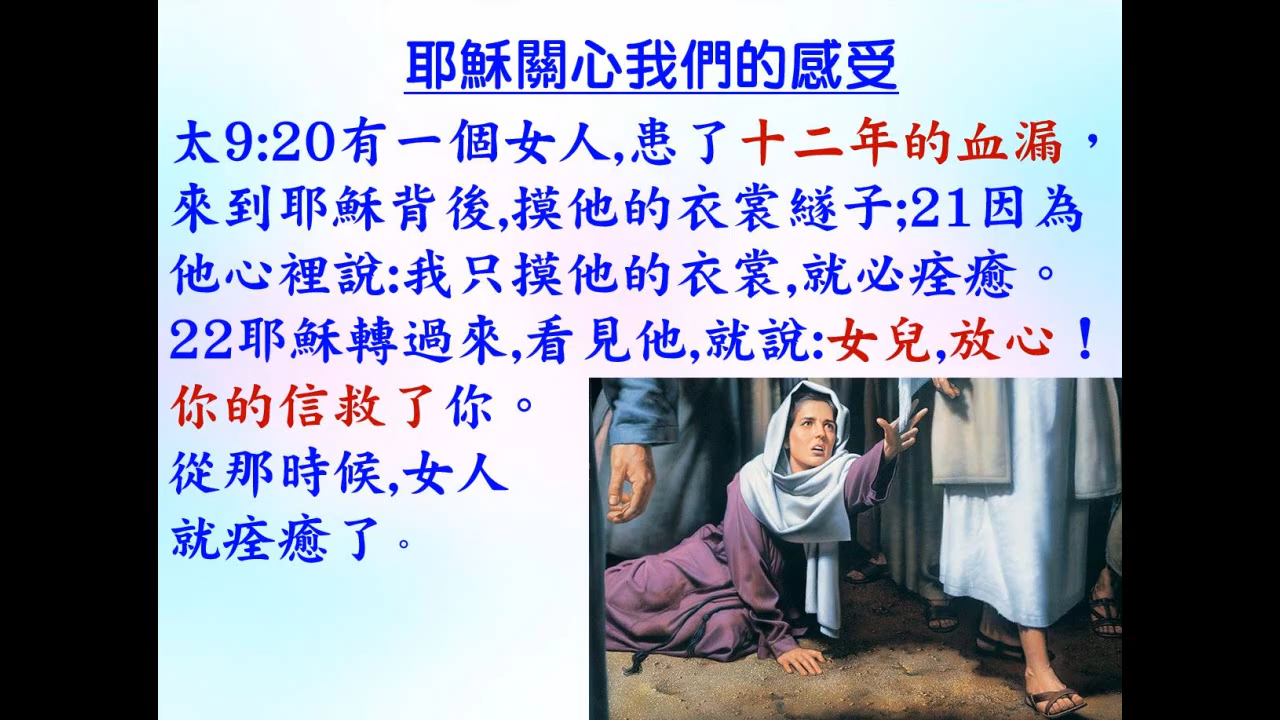 耶穌關心我們的感受
太9:20有一個女人,患了十二年的血漏，
來到耶穌背後,摸他的衣裳繸子;21因為
他心裡說:我只摸他的衣裳,就必痊癒。
22耶穌轉過來,看見他,就說:女兒,放心！
你的信救了你。
從那時候,女人
就痊癒了。